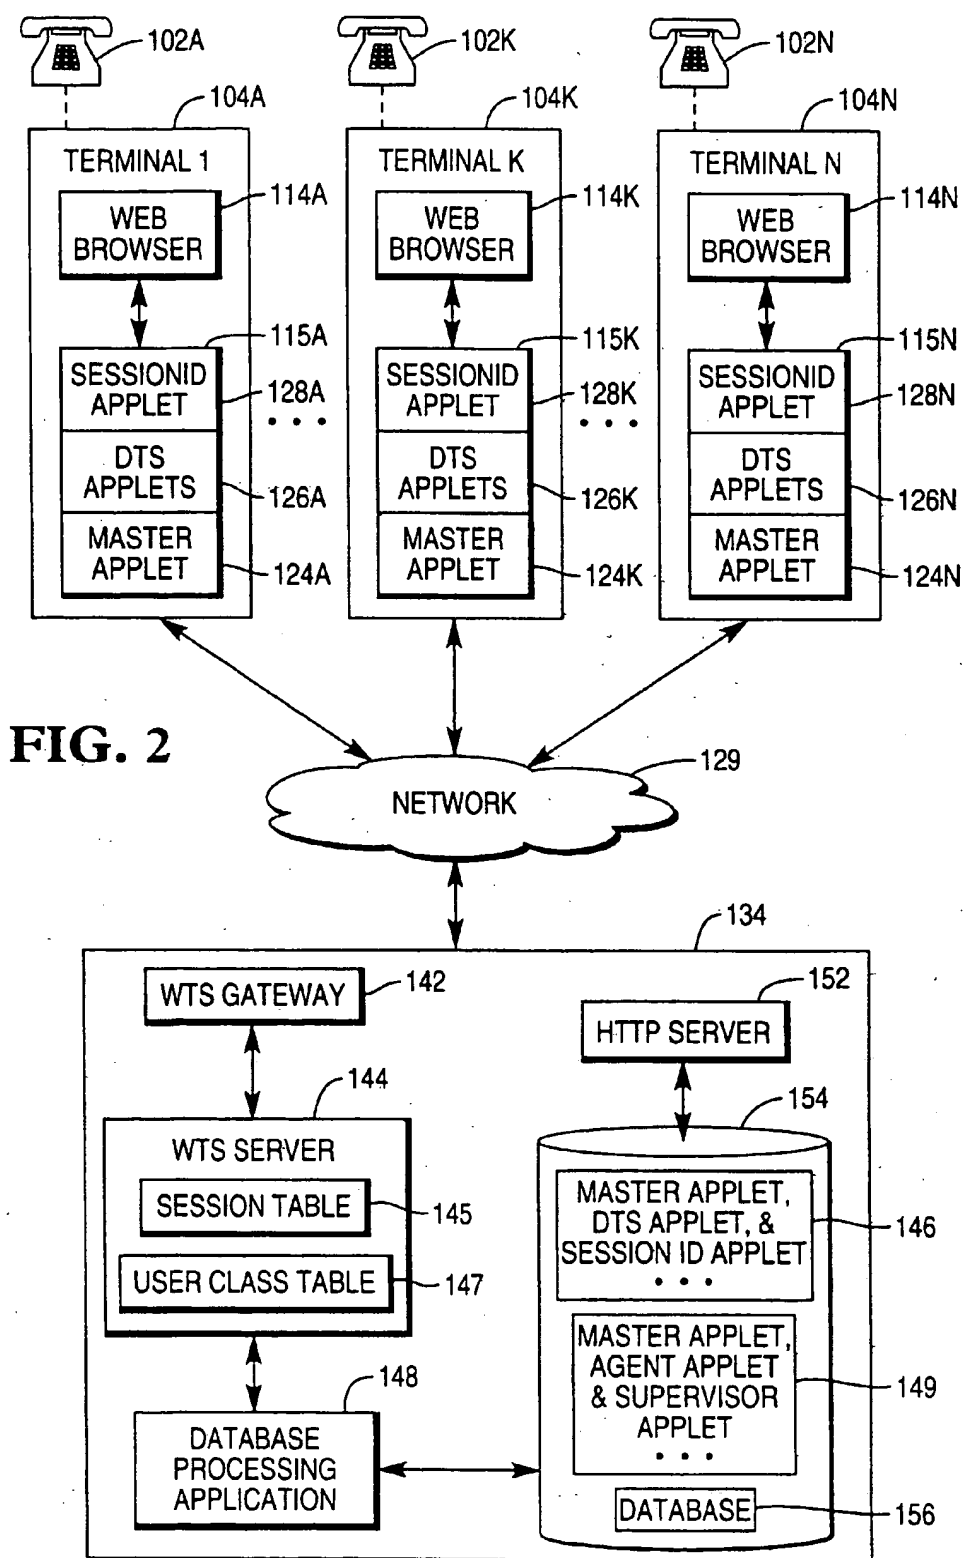 102A
102K
102N
104A
104K
104N
TERMINAL 1
TERMINAL K
TERMINAL N
114A
114K
114N
WEB
BROWSER
WEB
BROWSER
WEB
BROWSER
115A
115K
115N
SESSIONID
APPLET
SESSIONID
APPLET
SESSIONID
APPLET
128A
128K
128N
• • •
• • •
DTS
APPLETS
DTS
APPLETS
DTS
APPLETS
126A
126K
126N
MASTER
APPLET
MASTER
APPLET
MASTER
APPLET
124A
124K
124N
FIG. 2
129
NETWORK
134
WTS GATEWAY
142
152
HTTP SERVER
144
154
WTS SERVER
SESSION TABLE
145
USER CLASS TABLE
147
MASTER APPLET,
DTS APPLET, &
SESSION ID APPLET
• • •
146
MASTER APPLET,
AGENT APPLET
& SUPERVISOR
APPLET
• • •
149
148
DATABASE
PROCESSING
APPLICATION
DATABASE
156